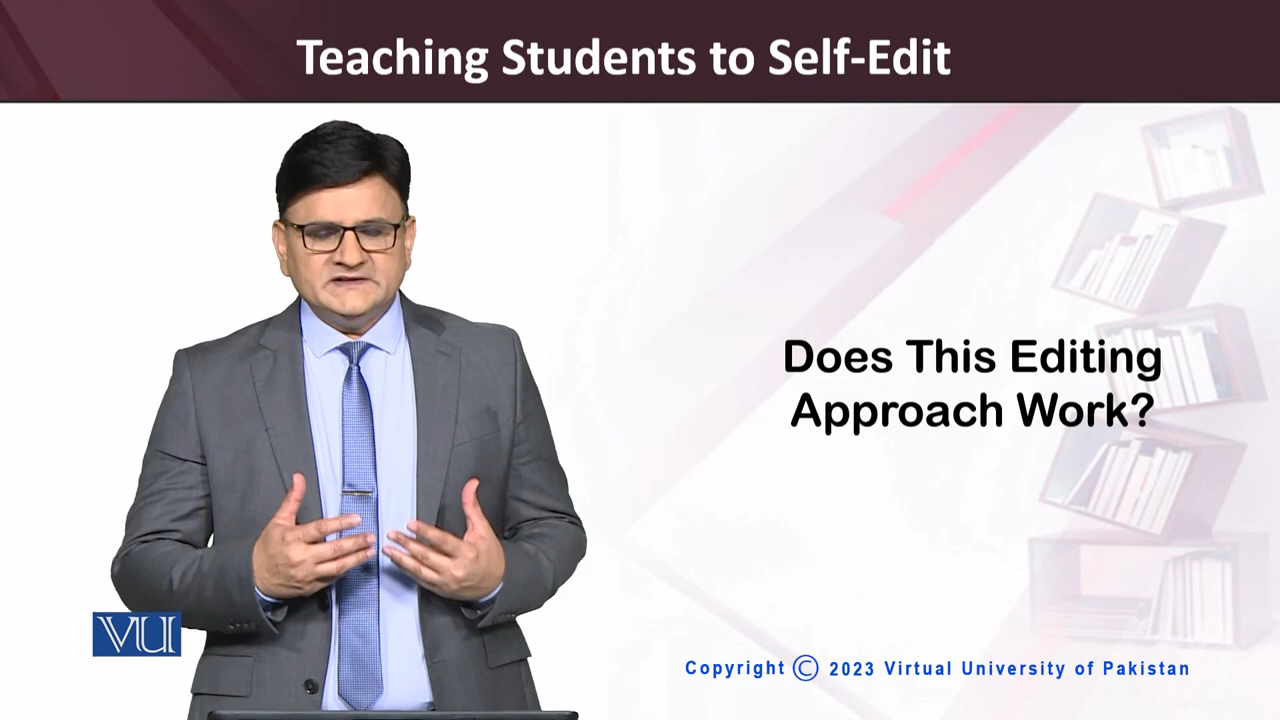 Teaching Students to Self-Edit
Does This Editing
Approach Work?
VU
Copyright © 2023 Virtual University of Pakistan